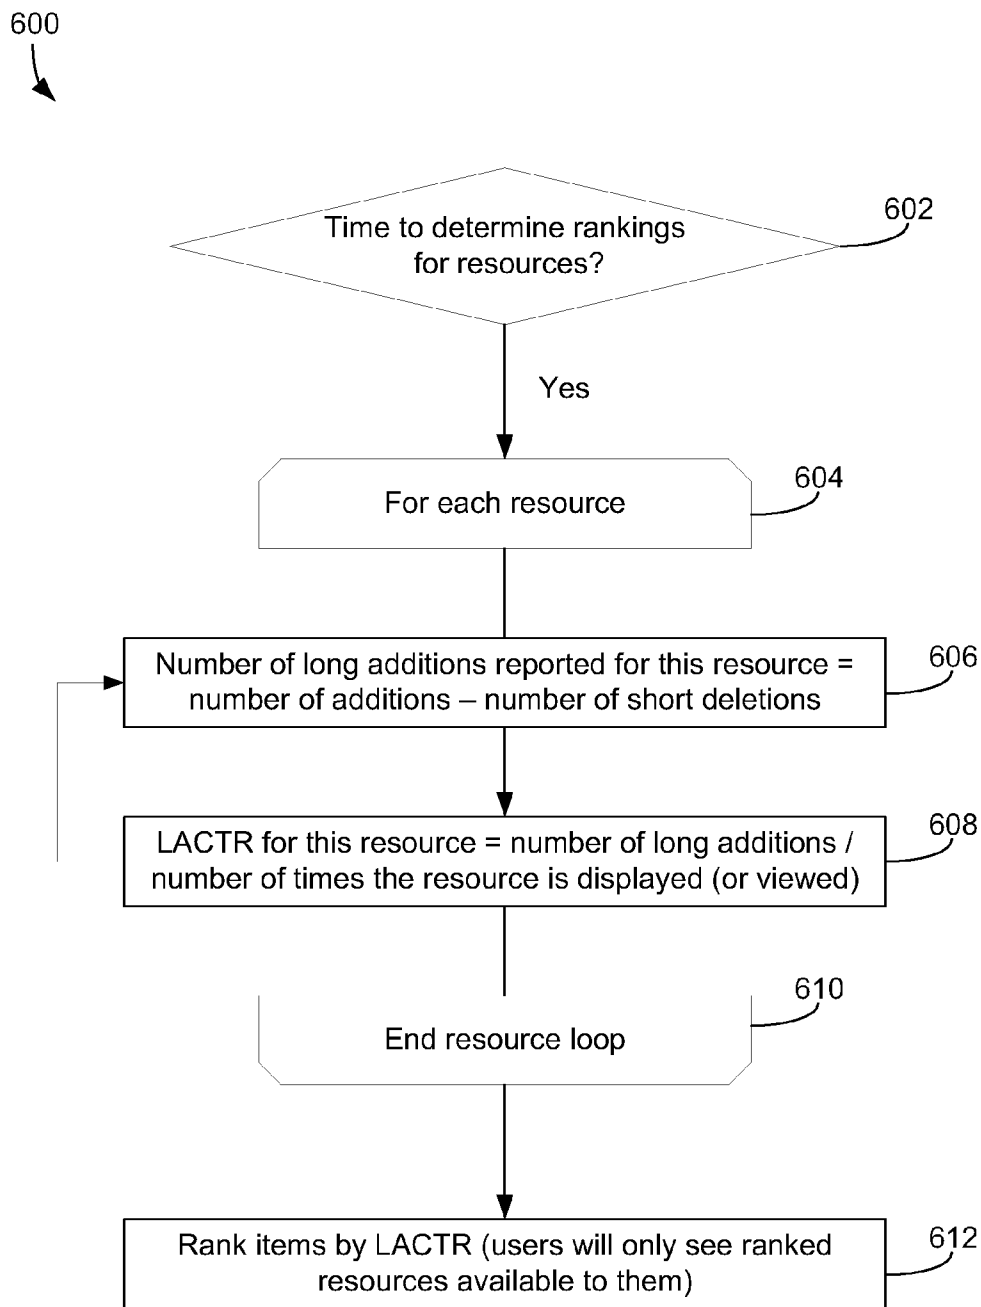 600
Time to determine rankings
for resources?
602
Yes
For each resource
604
Number of long additions reported for this resource =
number of additions – number of short deletions
606
LACTR for this resource = number of long additions /
number of times the resource is displayed (or viewed)
608
End resource loop
610
Rank items by LACTR (users will only see ranked
resources available to them)
612